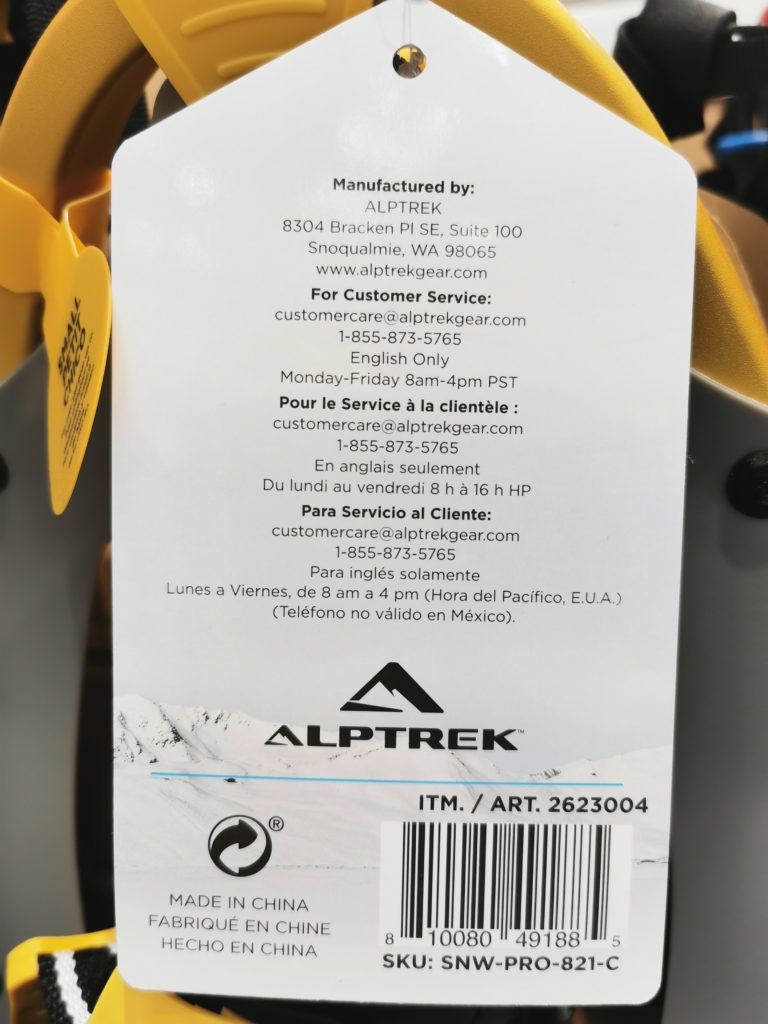 Manufactured by:
ALPTREK
8304 Bracken Pl SE, Suite 100
Snoqualmie, WA 98065
www.alptrekgear.com
For Customer Service:
customercare@alptrekgear.com
1-855-873-5765
English Only
Monday-Friday 8am-4pm PST
Pour le Service à la clientèle :
customercare@alptrekgear.com
1-855-873-5765
En anglais seulement
Du lundi au vendredi 8 h à 16 h HP
Para Servicio al Cliente:
customercare@alptrekgear.com
1-855-873-5765
Para inglés solamente
Lunes a Viernes, de 8 am a 4 pm (Hora del Pacífico, E.U.A.)
(Teléfono no válido en México).
ALPTREK™
ITM. / ART. 2623004
®
MADE IN CHINA
FABRIQUÉ EN CHINE
HECHO EN CHINA
8 10080 49188 5
SKU: SNW-PRO-821-C
SMALL
PETIT
CHICO